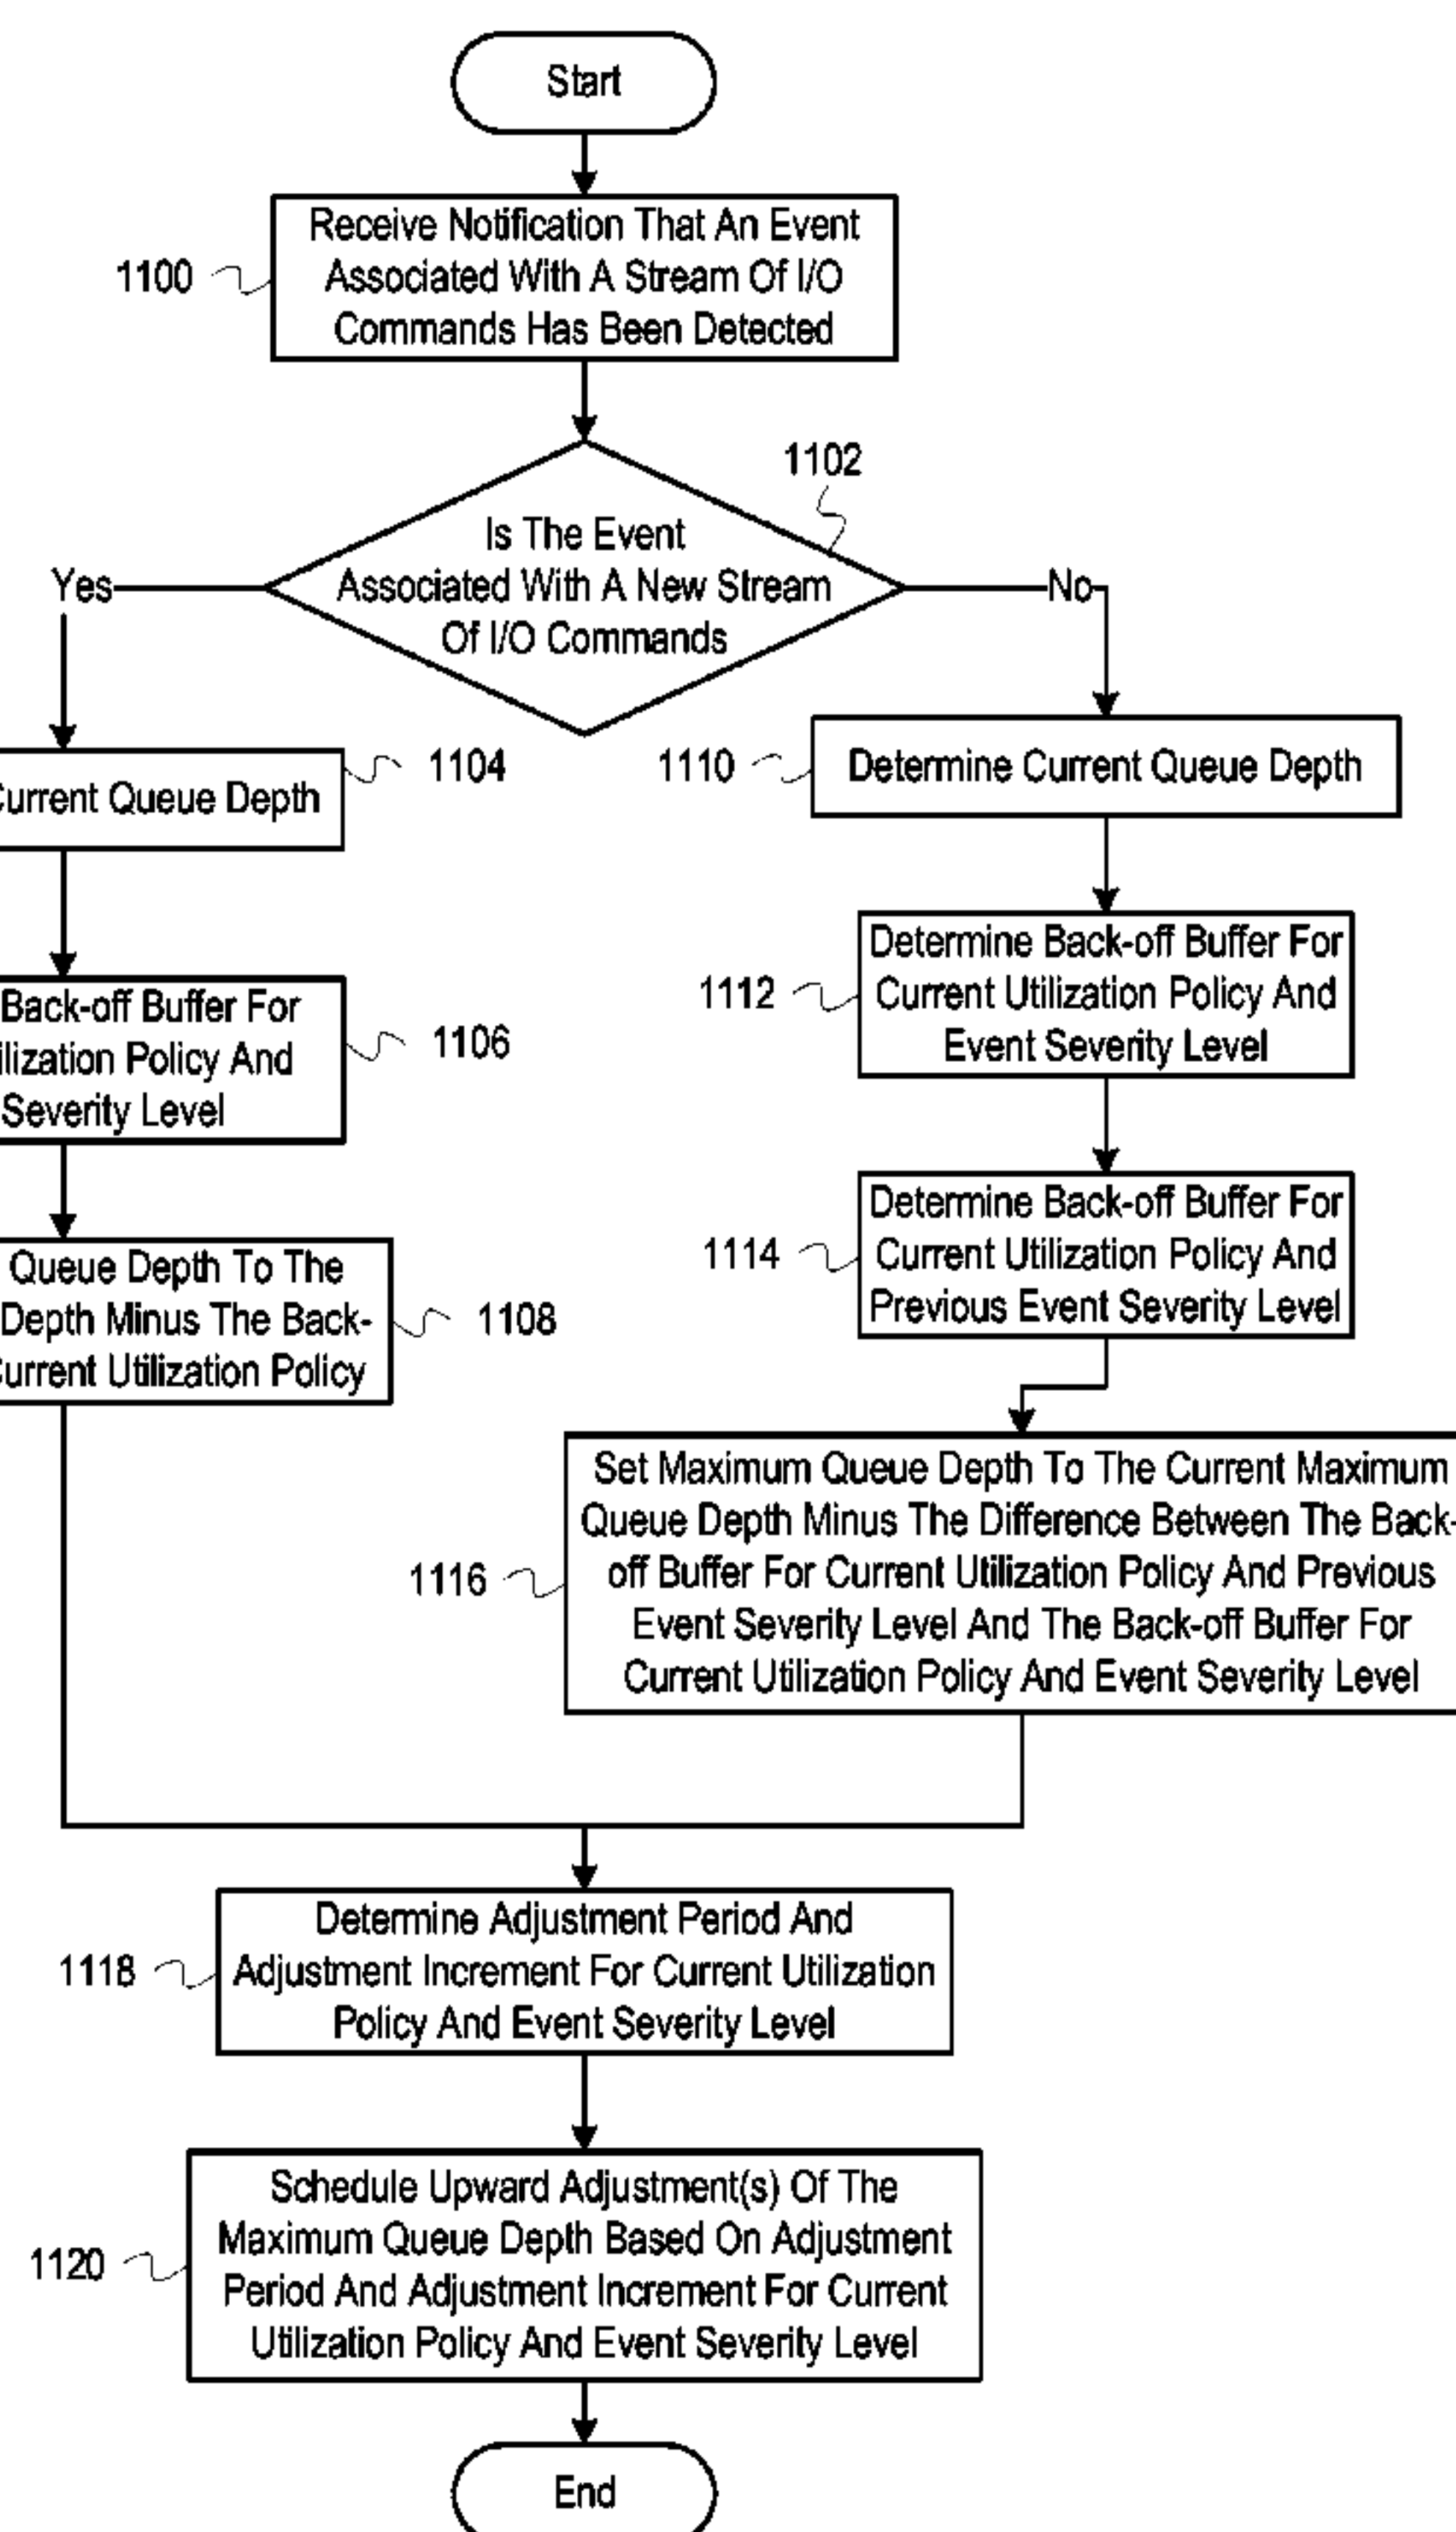 Start
Receive Notification That An Event
Associated With A Stream Of I/O
Commands Has Been Detected
1100
1102
Is The Event
Associated With A New Stream
Of I/O Commands
Yes
No
Current Queue Depth
1104
1110
Determine Current Queue Depth
Back-off Buffer For
Policy And
Severity Level
1106
1112
Determine Back-off Buffer For
Current Utilization Policy And
Event Severity Level
Queue Depth To The
Depth Minus The Back-
Current Utilization Policy
1108
1114
Determine Back-off Buffer For
Current Utilization Policy And
Previous Event Severity Level
1116
Set Maximum Queue Depth To The Current Maximum
Queue Depth Minus The Difference Between The Back-
off Buffer For Current Utilization Policy And Previous
Event Severity Level And The Back-off Buffer For
Current Utilization Policy And Event Severity Level
1118
Determine Adjustment Period And
Adjustment Increment For Current Utilization
Policy And Event Severity Level
1120
Schedule Upward Adjustment(s) Of The
Maximum Queue Depth Based On Adjustment
Period And Adjustment Increment For Current
Utilization Policy And Event Severity Level
End